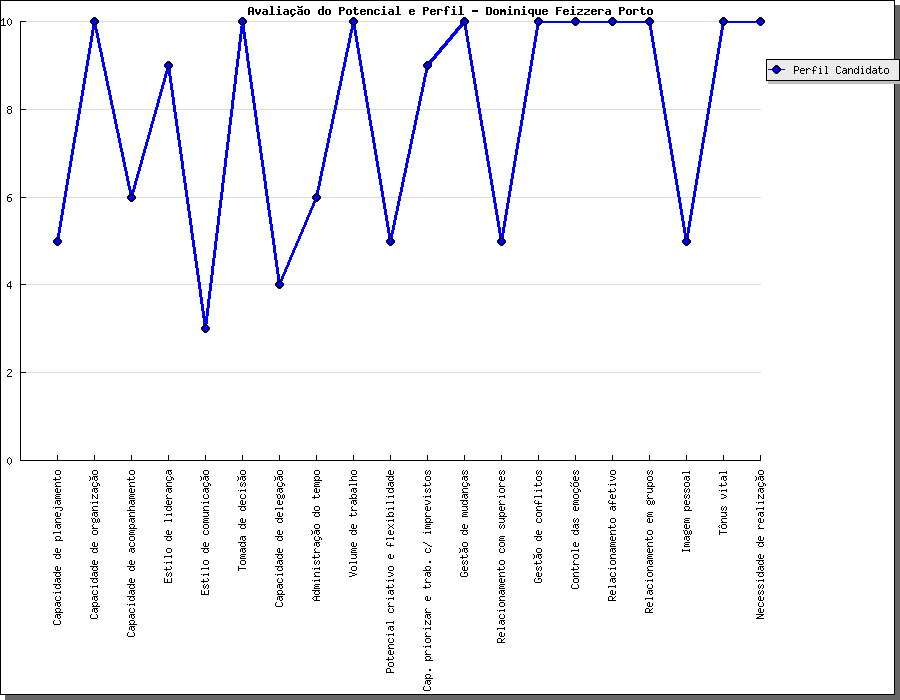 Avaliação do Potencial e Perfil - Dominique Feizzera Porto
10
8
6
4
2
0
Perfil Candidato
Capacidade de planejamento
Capacidade de organização
Capacidade de acompanhamento
Estilo de liderança
Estilo de comunicação
Tomada de decisão
Capacidade de delegação
Administração do tempo
Volume de trabalho
Potencial criativo e flexibilidade
Cap. priorizar e trab. c/ imprevistos
Gestão de mudanças
Relacionamento com superiores
Gestão de conflitos
Controle das emoções
Relacionamento afetivo
Relacionamento em grupos
Imagem pessoal
Tônus vital
Necessidade de realização